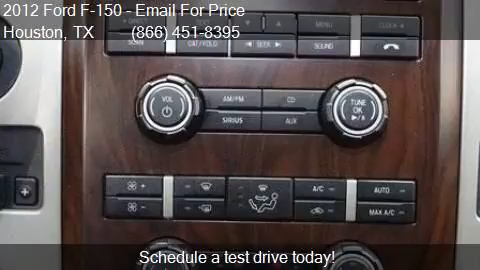 2012 Ford F-150 - Email For Price
Houston, TX (866) 451-8395
SCAN CAT/FOLD SEEK MENU SOUND
VOL AM/FM CD TUNE
OK
SIRIUS AUX
+ A/C AUTO
- MAX A/C
Schedule a test drive today!